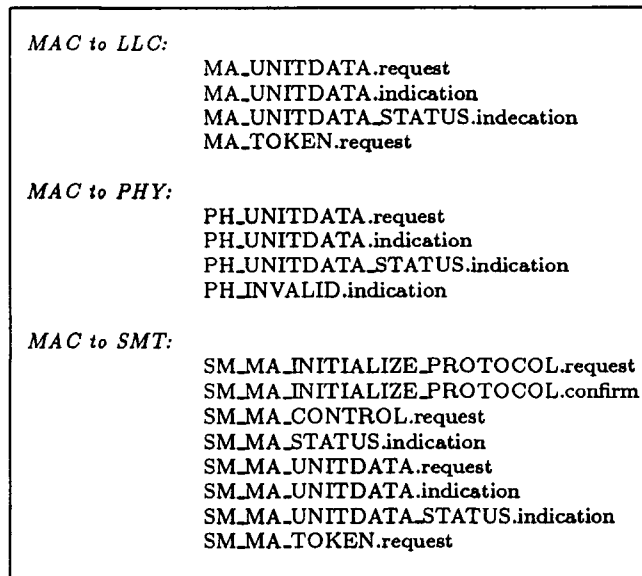 MAC to LLC:
MA_UNITDATA.request
MA_UNITDATA.indication
MA_UNITDATA_STATUS.indecation
MA_TOKEN.request
MAC to PHY:
PH_UNITDATA.request
PH_UNITDATA.indication
PH_UNITDATA_STATUS.indication
PH_INVALID.indication
MAC to SMT:
SM_MA_INITIALIZE_PROTOCOL.request
SM_MA_INITIALIZE_PROTOCOL.confirm
SM_MA_CONTROL.request
SM_MA_STATUS.indication
SM_MA_UNITDATA.request
SM_MA_UNITDATA.indication
SM_MA_UNITDATA_STATUS.indication
SM_MA_TOKEN.request